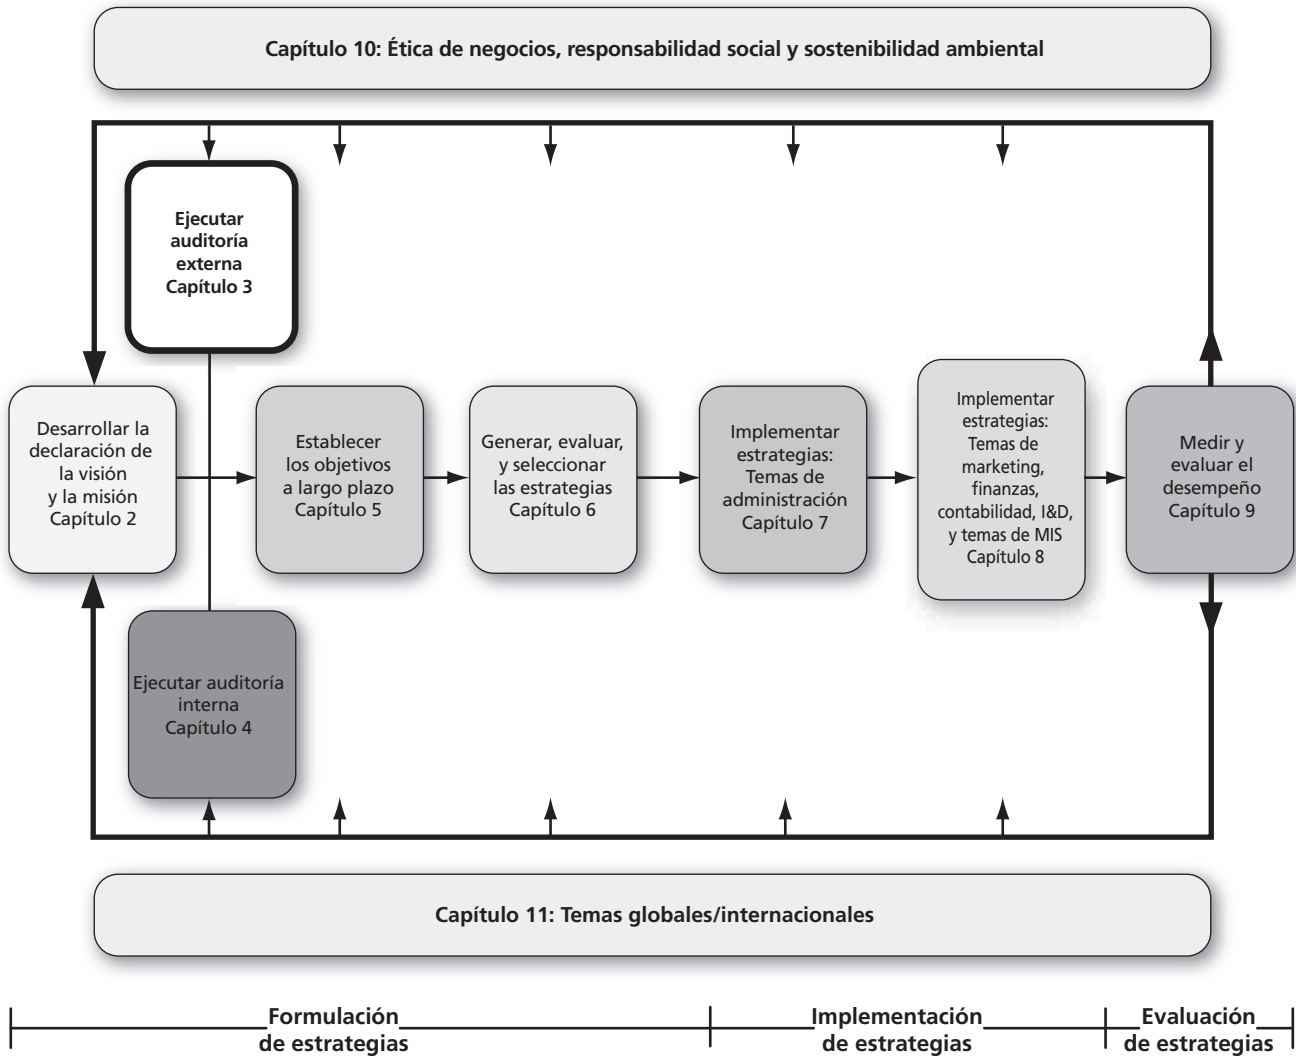 Capítulo 10: Ética de negocios, responsabilidad social y sostenibilidad ambiental
Ejecutar
auditoría
externa
Capítulo 3
Desarrollar la
declaración de
la visión
y la misión
Capítulo 2
Establecer
los objetivos
a largo plazo
Capítulo 5
Generar, evaluar,
y seleccionar
las estrategias
Capítulo 6
Implementar
estrategias:
Temas de
administración
Capítulo 7
Implementar
estrategias:
Temas de
marketing,
finanzas,
contabilidad, I&D,
y temas de MIS
Capítulo 8
Medir y
evaluar el
desempeño
Capítulo 9
Ejecutar auditoría
interna
Capítulo 4
Capítulo 11: Temas globales/internacionales
Formulación
de estrategias
Implementación
de estrategias
Evaluación
de estrategias